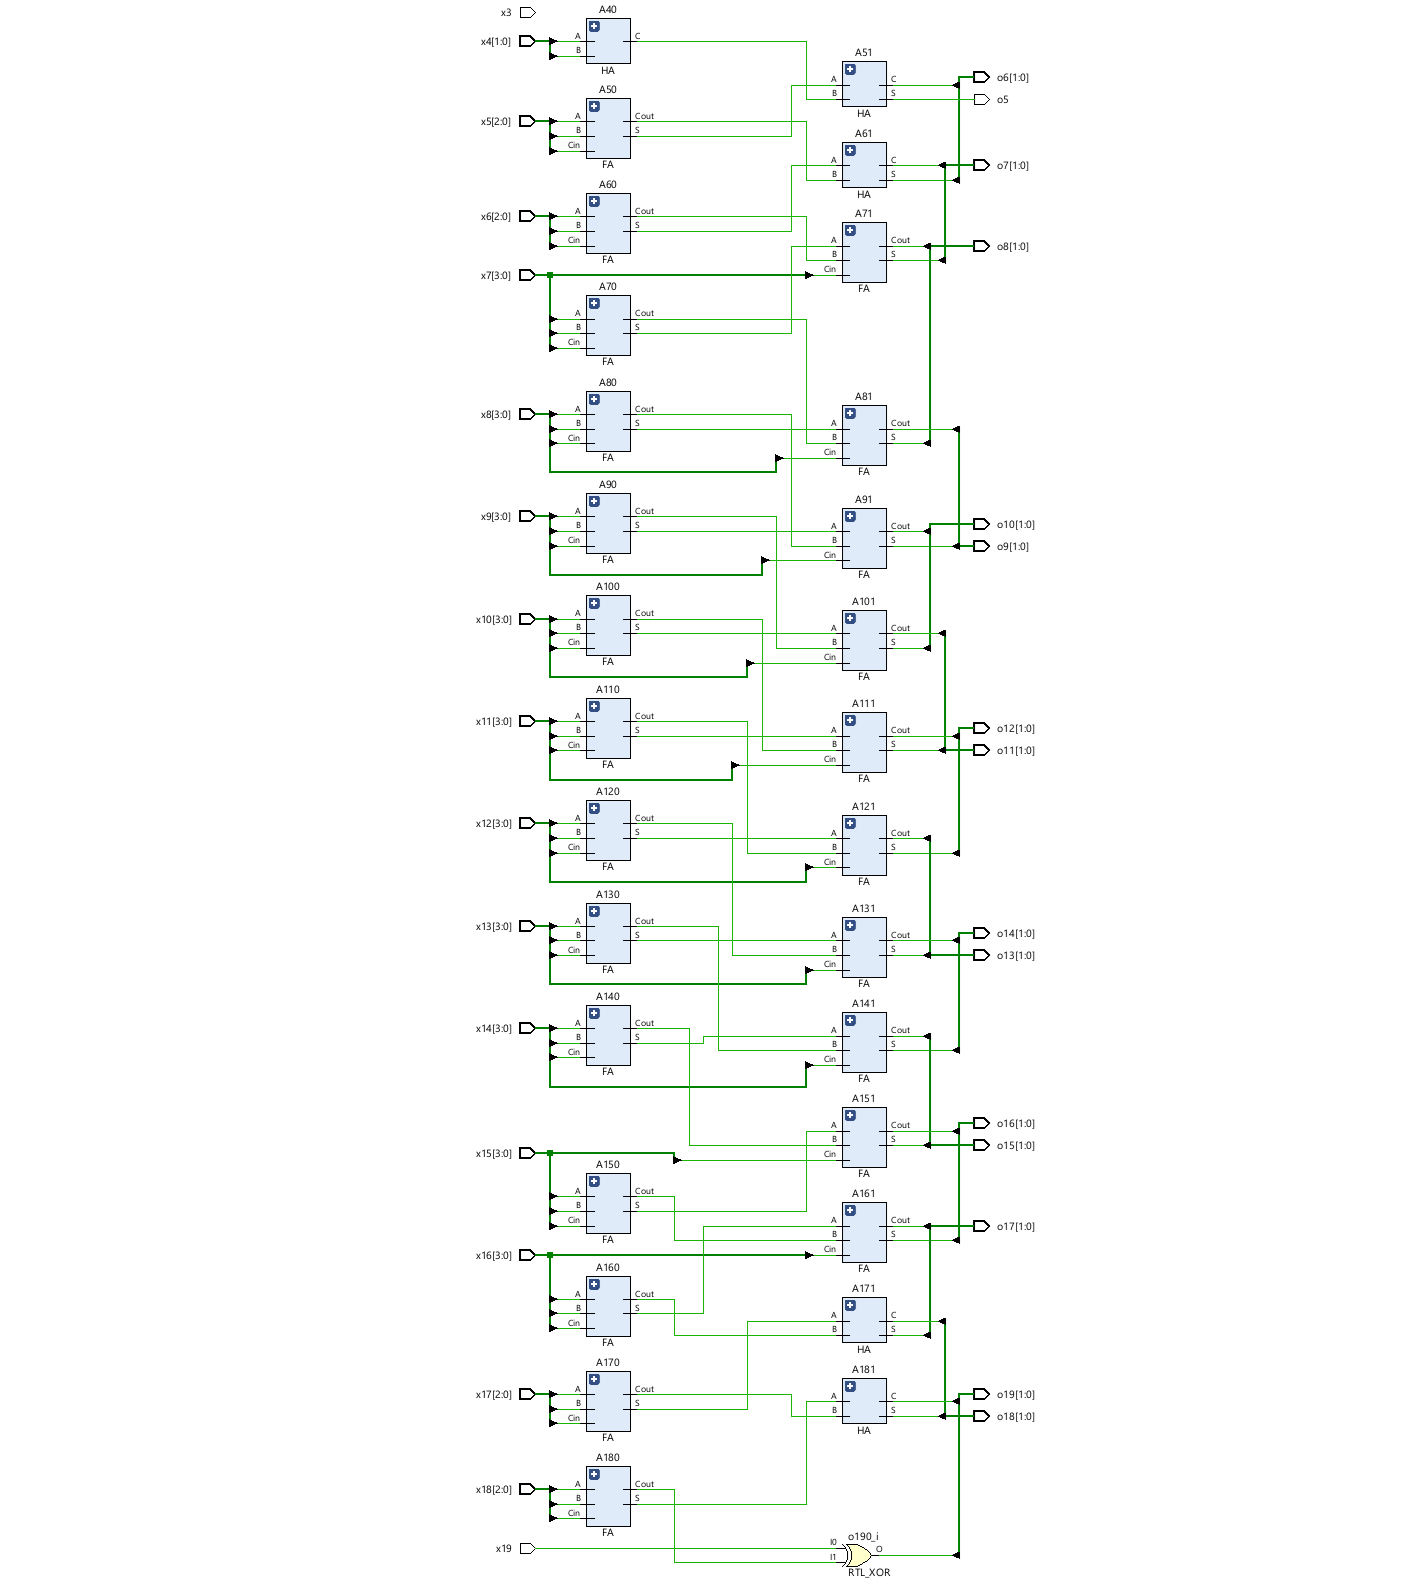 x3
A40
x4[1:0]
A
B
C
HA
A51
A
B
C
S
HA
o6[1:0]
o5
A50
x5[2:0]
A
B
Cin
Cout
S
FA
A61
A
B
C
S
HA
o7[1:0]
A60
x6[2:0]
A
B
Cin
Cout
S
FA
A71
A
B
Cin
Cout
S
FA
o8[1:0]
x7[3:0]
A70
A
B
Cin
Cout
S
FA
A80
x8[3:0]
A
B
Cin
Cout
S
FA
A81
A
B
Cin
Cout
S
FA
A90
x9[3:0]
A
B
Cin
Cout
S
FA
A91
A
B
Cin
Cout
S
FA
o10[1:0]
o9[1:0]
A100
x10[3:0]
A
B
Cin
Cout
S
FA
A101
A
B
Cin
Cout
S
FA
A110
x11[3:0]
A
B
Cin
Cout
S
FA
A111
A
B
Cin
Cout
S
FA
o12[1:0]
o11[1:0]
A120
x12[3:0]
A
B
Cin
Cout
S
FA
A121
A
B
Cin
Cout
S
FA
A130
x13[3:0]
A
B
Cin
Cout
S
FA
A131
A
B
Cin
Cout
S
FA
o14[1:0]
o13[1:0]
A140
x14[3:0]
A
B
Cin
Cout
S
FA
A141
A
B
Cin
Cout
S
FA
A151
A
B
Cin
Cout
S
FA
o16[1:0]
o15[1:0]
x15[3:0]
A150
A
B
Cin
Cout
S
FA
A161
A
B
Cin
Cout
S
FA
o17[1:0]
x16[3:0]
A160
A
B
Cin
Cout
S
FA
A171
A
B
C
S
HA
A170
x17[2:0]
A
B
Cin
Cout
S
FA
A181
A
B
C
S
HA
o19[1:0]
o18[1:0]
A180
x18[2:0]
A
B
Cin
Cout
S
FA
x19
o190_i
I0
I1
O
RTL_XOR